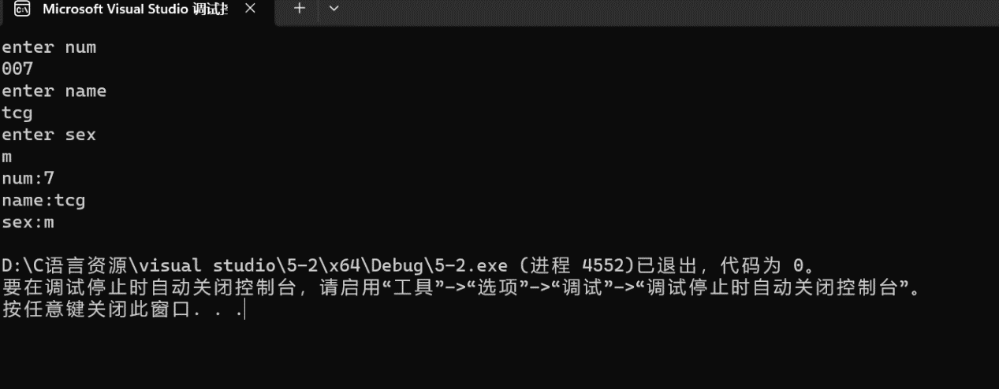 Microsoft Visual Studio 调试
enter num
007
enter name
tcg
enter sex
m
num:7
name:tcg
sex:m
D:\C语言资源\visual studio\5-2\x64\Debug\5-2.exe (进程 4552)已退出，代码为 0。
要在调试停止时自动关闭控制台，请启用“工具”->“选项”->“调试”->“调试停止时自动关闭控制台”。
按任意键关闭此窗口. . .